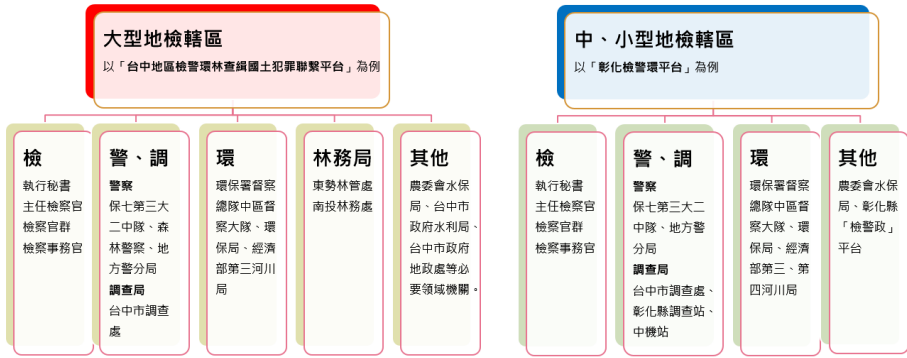 大型地檢轄區
以「台中地區檢警環林查緝國土犯罪聯繫平台」為例
檢
執行秘書
主任檢察官
檢察官群
檢察事務官
警、調
警察
保七第三大
二中隊、森
林警察、地
方警分局
調查局
台中市調查
處
環
環保署督察
總隊中區督
察大隊、環
保局、經濟
部第三河川
局
林務局
東勢林管處
南投林務處
其他
農委會水保
局、台中市
政府水利局、
台中市政府
地政處等必
要領域機關。
中、小型地檢轄區
以「彰化檢警環平台」為例
檢
執行秘書
主任檢察官
檢察官群
檢察事務官
警、調
警察
保七第三大二
中隊、地方警
分局
調查局
台中市調查處、
彰化縣調查站、
中機站
環
環保署督察
總隊中區督
察大隊、環
保局、經濟
部第三、第
四河川局
其他
農委會水保
局、彰化縣
「檢警政」
平台